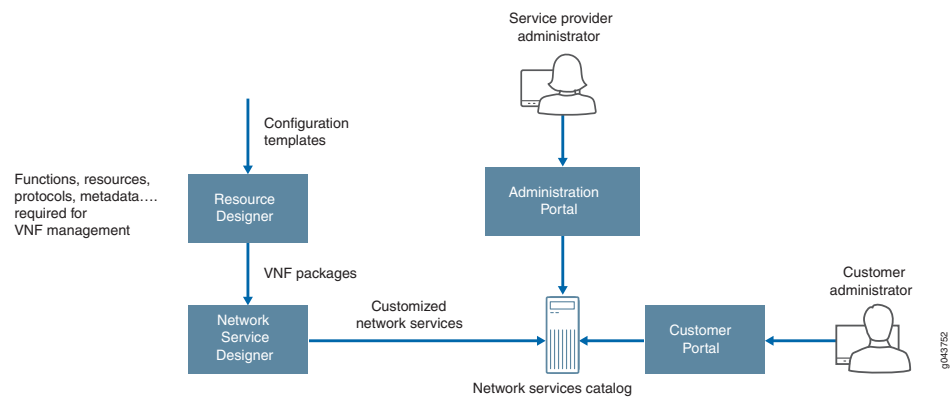 Service provider
administrator
Configuration
templates
Functions, resources,
protocols, metadata....
required for
VNF management
Resource
Designer
Administration
Portal
VNF packages
Customer
administrator
Customized
network services
Network
Service
Designer
Customer
Portal
Network services catalog
g043752